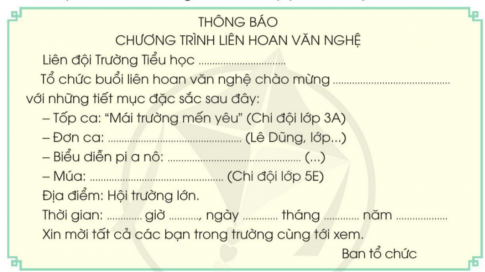 THÔNG BÁO
CHƯƠNG TRÌNH LIÊN HOAN VĂN NGHỆ
Liên đội Trường Tiểu học ................................
Tổ chức buổi liên hoan văn nghệ chào mừng ........................................
với những tiết mục đặc sắc sau đây:
– Tốp ca: “Mái trường mến yêu” (Chi đội lớp 3A)
– Đơn ca: .............................................. (Lê Dũng, lớp...)
– Biểu diễn pi a nô: .............................................. (...)
– Múa: .............................................. (Chi đội lớp 5E)
Địa điểm: Hội trường lớn.
Thời gian: ............ giờ ..........., ngày ............ tháng ............ năm ..................
Xin mời tất cả các bạn trong trường cùng tới xem.
Ban tổ chức